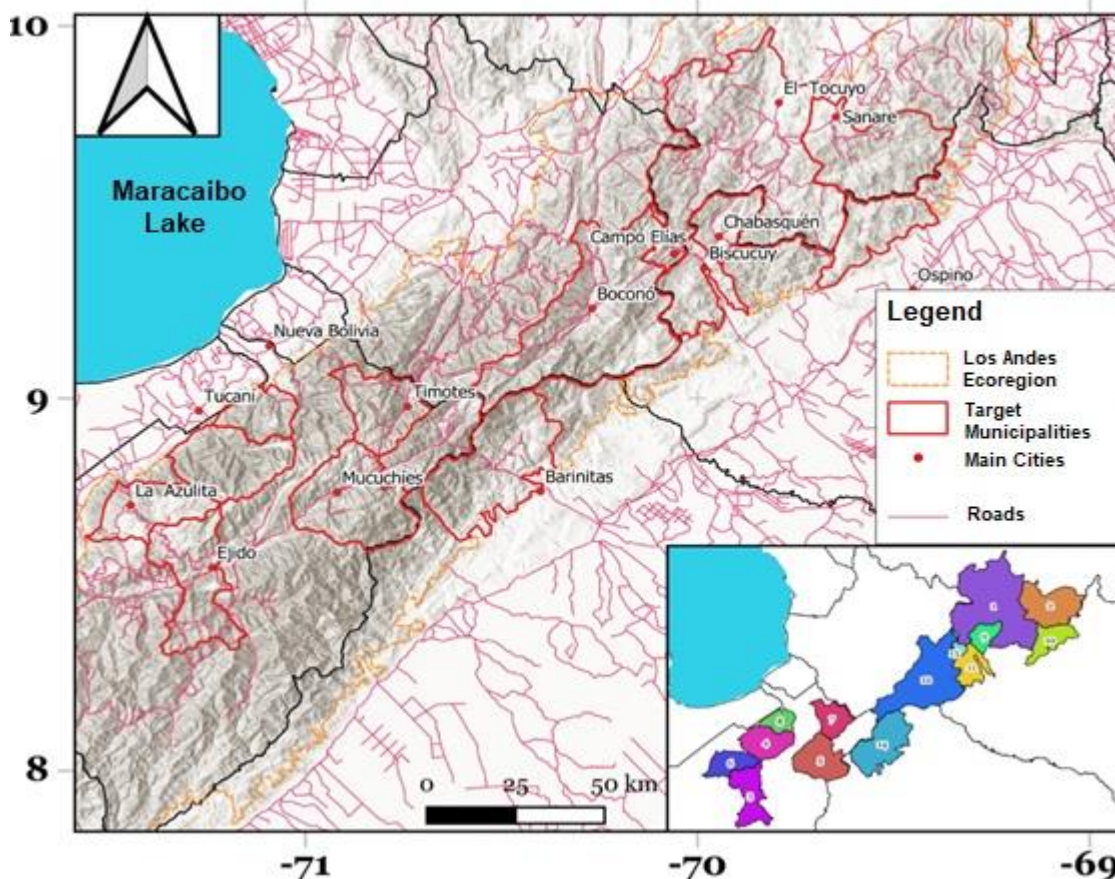 10
Maracaibo
Lake
El Tocuyo
Sanare
Chabasquén
Campo Elías
Biscucuy
Ospino
Boconó
Nueva Bolivia
Tucani
Timotes
9
La Azulita
Mucuchíes
Barinitas
Ejido
Legend
Los Andes
Ecoregion
Target
Municipalities
Main Cities
Roads
8
0 25 50 km
-71 -70 -69